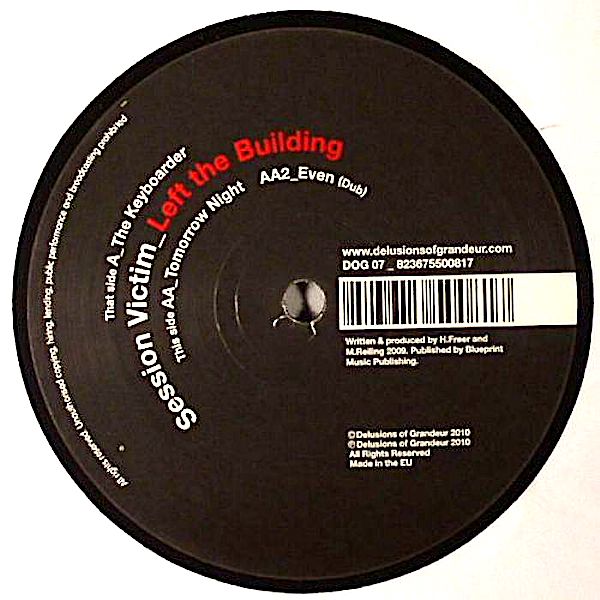 All rights reserved. Unauthorised copying, hiring, lending, public performance and broadcasting prohibited
That side A_The Keyboarder
Session Victim_Left the Building
This side AA_Tomorrow Night AA2_Even (Dub)
www.delusionsofgrandeur.com
DOG 07 _ 823675500817
Written & produced by H.Freer and
M.Reiling 2009. Published by Blueprint
Music Publishing.
©Delusions of Grandeur 2010
℗Delusions of Grandeur 2010
All Rights Reserved
Made in the EU